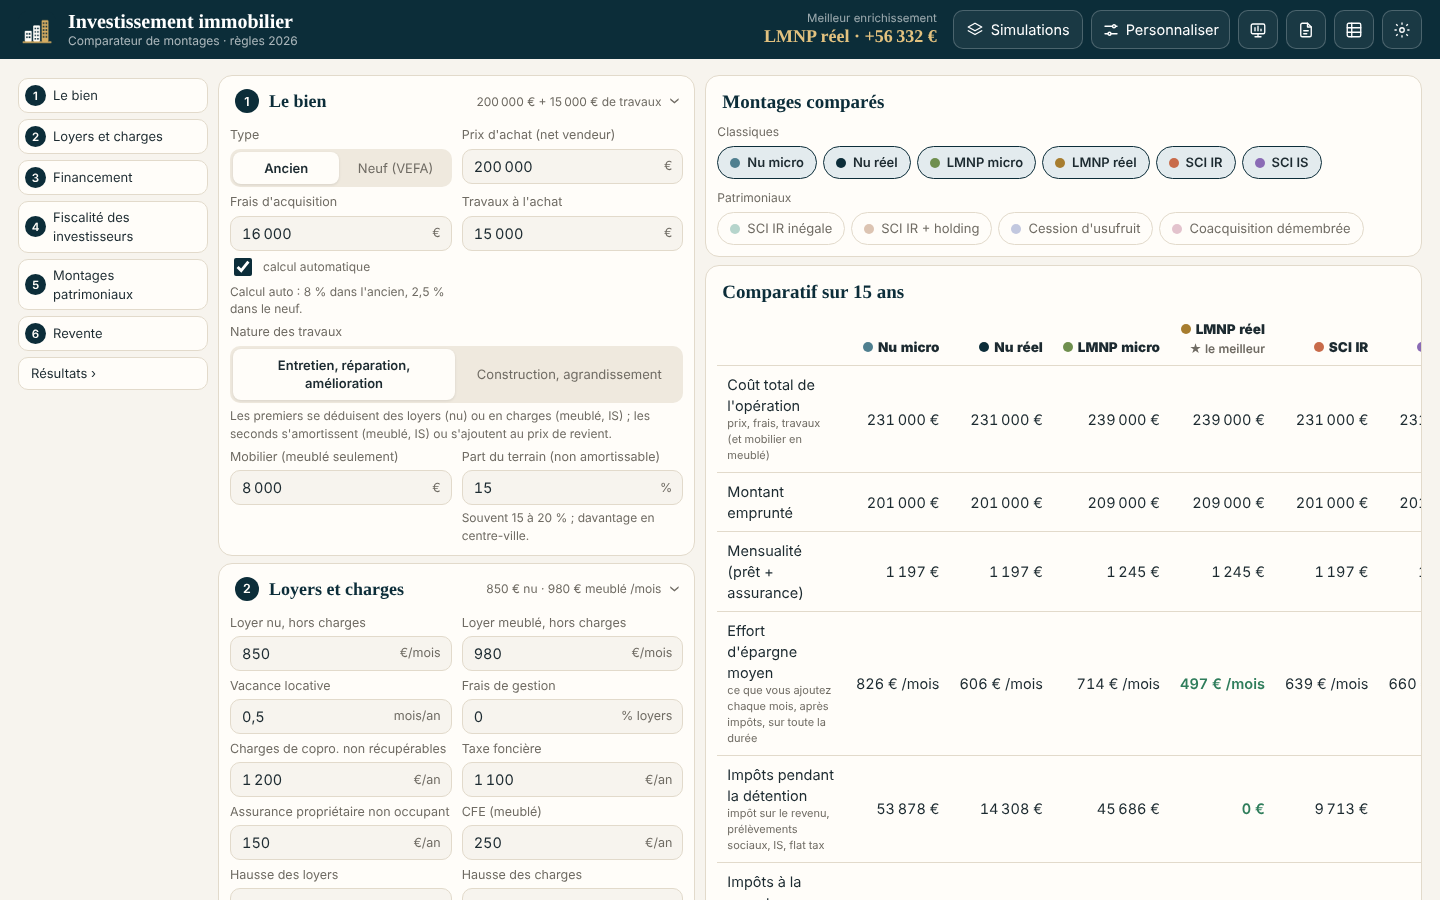 Investissement immobilier
Comparateur de montages · règles 2026
Meilleur enrichissement
LMNP réel · +56 332 €
Simulations
Personnaliser
1 Le bien
2 Loyers et charges
3 Financement
4 Fiscalité des
investisseurs
5 Montages
patrimoniaux
6 Revente
Résultats ›
1 Le bien
200 000 € + 15 000 € de travaux
Type
Prix d'achat (net vendeur)
Ancien
Neuf (VEFA)
200 000 €
Frais d'acquisition
Travaux à l'achat
16 000 €
15 000 €
calcul automatique
Calcul auto : 8 % dans l'ancien, 2,5 %
dans le neuf.
Nature des travaux
Entretien, réparation,
amélioration
Construction, agrandissement
Les premiers se déduisent des loyers (nu) ou en charges (meublé, IS) ; les
seconds s'amortissent (meublé, IS) ou s'ajoutent au prix de revient.
Mobilier (meublé seulement)
Part du terrain (non amortissable)
8 000 €
15 %
Souvent 15 à 20 % ; davantage en
centre-ville.
2 Loyers et charges
850 € nu · 980 € meublé /mois
Loyer nu, hors charges
Loyer meublé, hors charges
850 €/mois
980 €/mois
Vacance locative
Frais de gestion
0,5 mois/an
0 % loyers
Charges de copro. non récupérables
Taxe foncière
1 200 €/an
1 100 €/an
Assurance propriétaire non occupant
CFE (meublé)
150 €/an
250 €/an
Hausse des loyers
Hausse des charges
Montages comparés
Classiques
Nu micro
Nu réel
LMNP micro
LMNP réel
SCI IR
SCI IS
Patrimoniaux
SCI IR inégale
SCI IR + holding
Cession d'usufruit
Coacquisition démembrée
Comparatif sur 15 ans
Nu micro
Nu réel
LMNP micro
LMNP réel
★ le meilleur
SCI IR
Coût total de
l'opération
prix, frais, travaux
(et mobilier en
meublé)
231 000 € 231 000 € 239 000 € 239 000 € 231 000 € 231
Montant
emprunté
201 000 € 201 000 € 209 000 € 209 000 € 201 000 € 201
Mensualité
(prêt +
assurance)
1 197 € 1 197 € 1 245 € 1 245 € 1 197 € 1
Effort
d'épargne
moyen
ce que vous ajoutez
chaque mois, après
impôts, sur toute la
durée
826 € /mois 606 € /mois 714 € /mois 497 € /mois 639 € /mois 660
Impôts pendant
la détention
impôt sur le revenu,
prélèvements
sociaux, IS, flat tax
53 878 € 14 308 € 45 686 € 0 € 9 713 €
Impôts à la